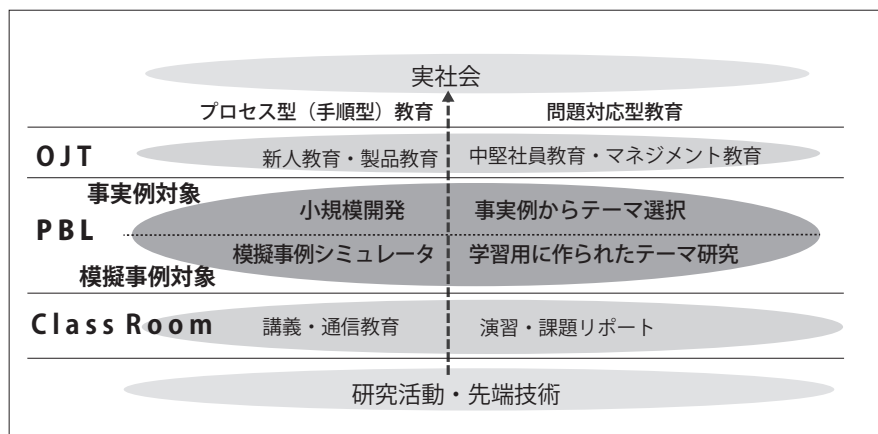 実社会
プロセス型（手順型）教育 問題対応型教育
OJT 新人教育・製品教育 中堅社員教育・マネジメント教育
事実例対象 小規模開発 事実例からテーマ選択
PBL
模擬事例対象 模擬事例シミュレータ 学習用に作られたテーマ研究
Class Room 講義・通信教育 演習・課題リポート
研究活動・先端技術